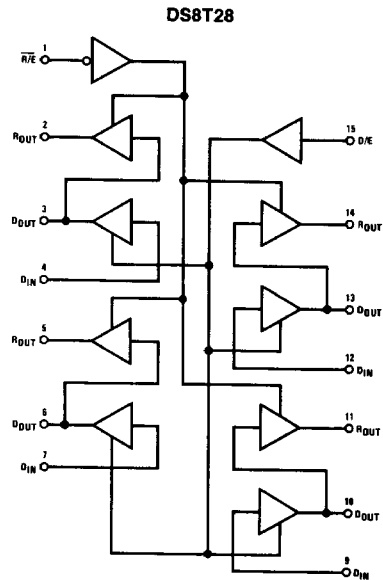 DS8T28
R/E
1
2
ROUT
15
D/E
3
DOUT
14
ROUT
4
DIN
13
DOUT
5
ROUT
12
DIN
6
DOUT
11
ROUT
7
DIN
10
DOUT
9
DIN